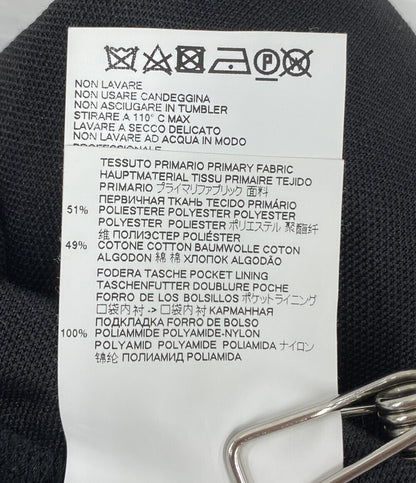 NON LAVARE
NON USARE CANDEGGINA
NON ASCIUGARE IN TUMBLER
STIRARE A 110° C MAX
LAVARE A SECCO DELICATO
NON LAVARE AD ACQUA IN MODO
PROFESSIONALE
TESSUTO PRIMARIO PRIMARY FABRIC
HAUPTMATERIAL TISSU PRIMAIRE TEJIDO
PRIMARIO プライマリファブリック 面料
ПЕРВИЧНАЯ ТКАНЬ TECIDO PRIMÁRIO
51% POLIESTERE POLYESTER POLYESTER
POLYESTER POLIESTER ポリエステル 聚酯纤
维 ПОЛИЭСТЕР POLIÉSTER
49% COTONE COTTON BAUMWOLLE COTON
ALGODON 綿 棉 ХЛОПОК ALGODÃO
FODERA TASCHE POCKET LINING
TASCHENFUTTER DOUBLURE POCHE
FORRO DE LOS BOLSILLOS ポケットライニング
口袋内衬 -> 口袋内衬 КАРМАННАЯ
ПОДКЛАДКА FORRO DE BOLSO
100% POLIAMMIDE POLYAMIDE-NYLON
POLYAMID POLYAMIDE POLIAMIDA ナイロン
锦纶 ПОЛИАМИД POLIAMIDA